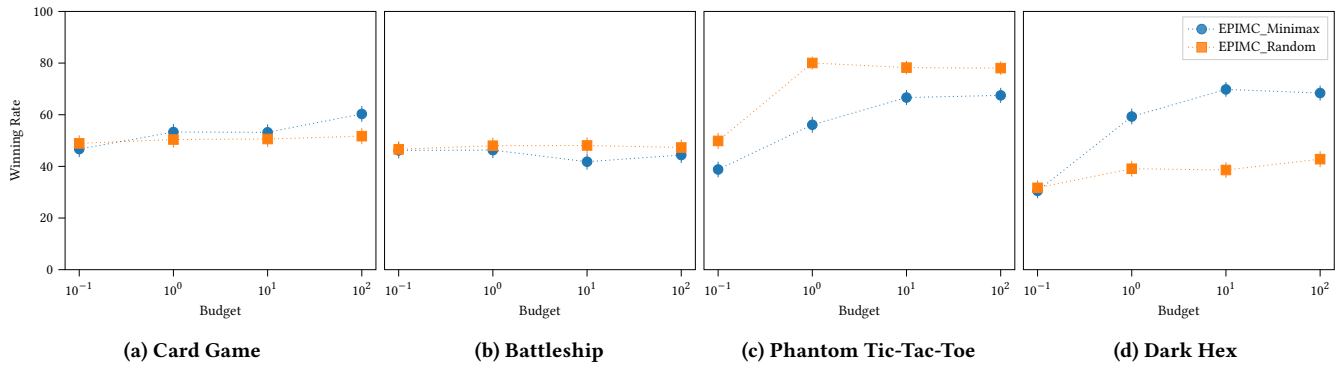 100
80
60
40
20
0
Winning Rate
10⁻¹ 10⁰ 10¹ 10²
Budget
(a) Card Game
10⁻¹ 10⁰ 10¹ 10²
Budget
(b) Battleship
10⁻¹ 10⁰ 10¹ 10²
Budget
(c) Phantom Tic-Tac-Toe
EPIMC_Minimax
EPIMC_Random
10⁻¹ 10⁰ 10¹ 10²
Budget
(d) Dark Hex